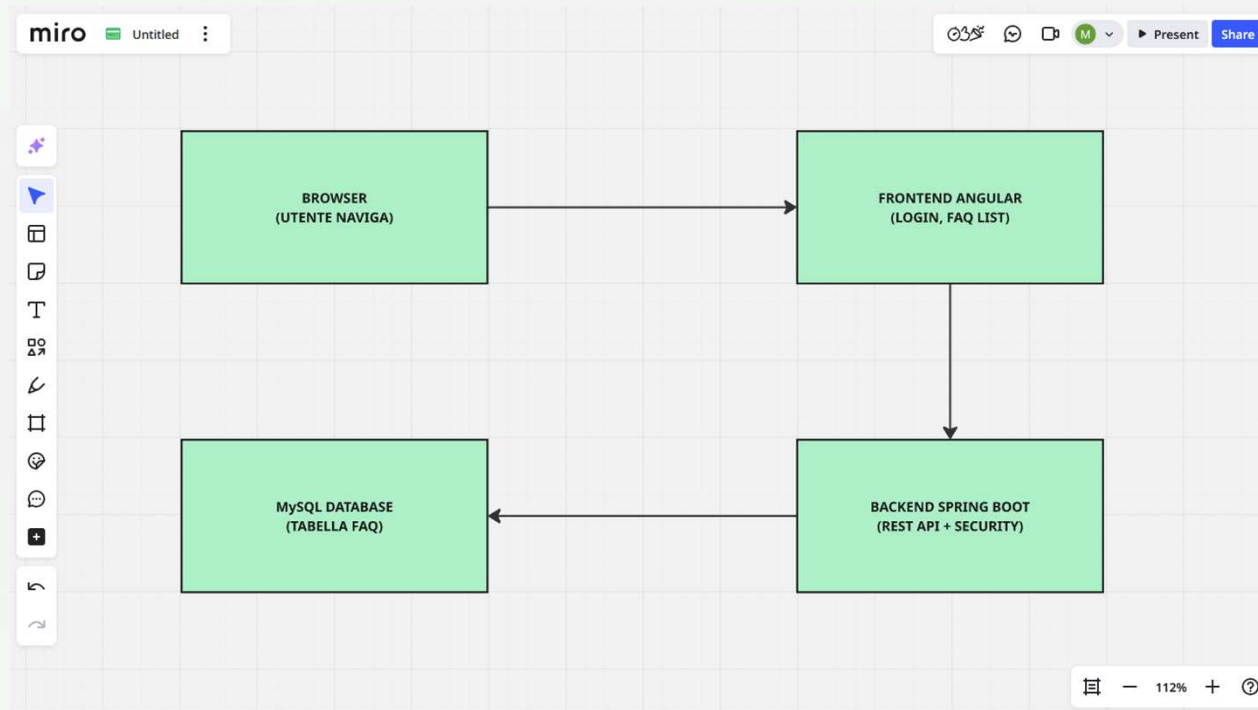 miro
Untitled
M
Present
Share
BROWSER
(UTENTE NAVIGA)
FRONTEND ANGULAR
(LOGIN, FAQ LIST)
MySQL DATABASE
(TABELLA FAQ)
BACKEND SPRING BOOT
(REST API + SECURITY)
112%